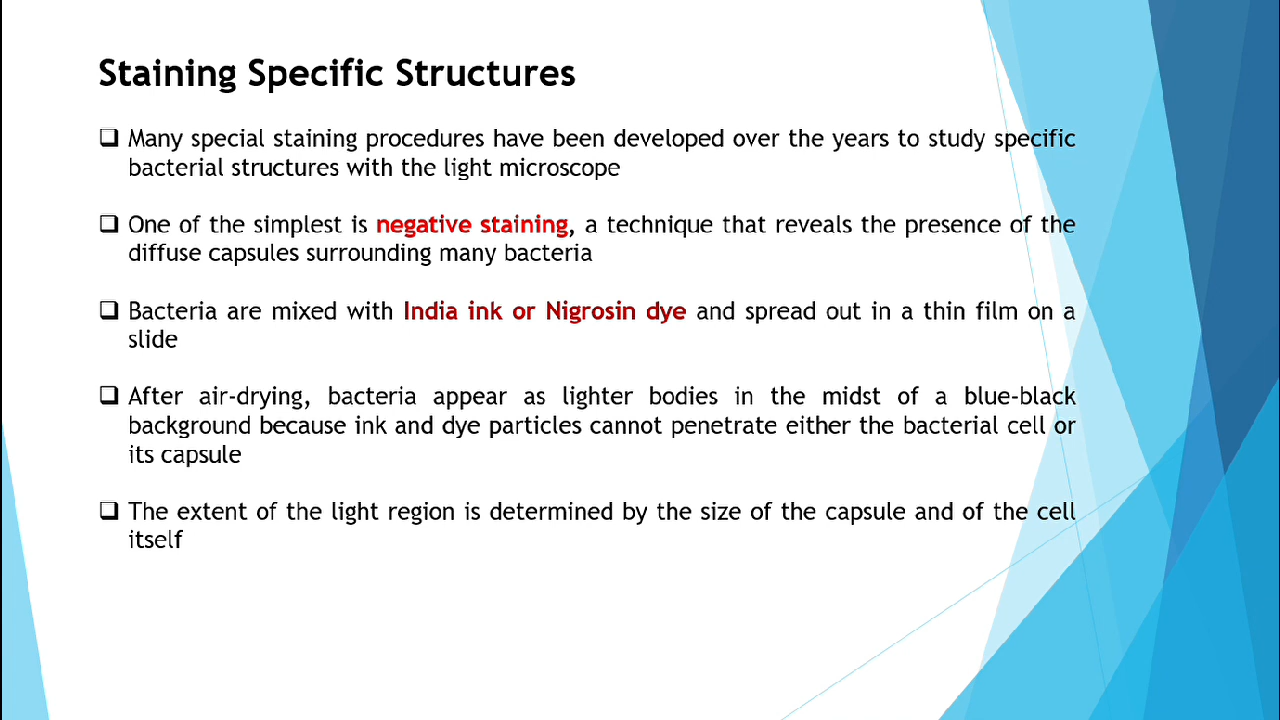 Staining Specific Structures
❑ Many special staining procedures have been developed over the years to study specific
bacterial structures with the light microscope
❑ One of the simplest is negative staining, a technique that reveals the presence of the
diffuse capsules surrounding many bacteria
❑ Bacteria are mixed with India ink or Nigrosin dye and spread out in a thin film on a
slide
❑ After air-drying, bacteria appear as lighter bodies in the midst of a blue-black
background because ink and dye particles cannot penetrate either the bacterial cell or
its capsule
❑ The extent of the light region is determined by the size of the capsule and of the cell
itself